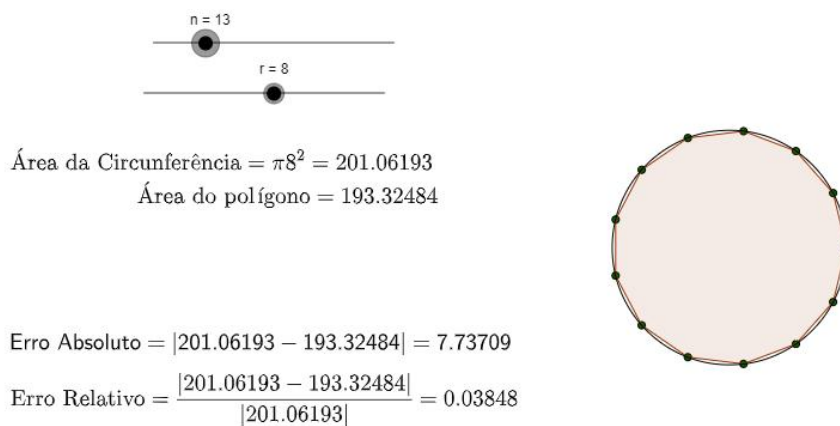 n = 13
r = 8
Área da Circunferência = π8² = 201.06193
Área do polígono = 193.32484
Erro Absoluto = |201.06193 − 193.32484| = 7.73709
Erro Relativo = |201.06193 − 193.32484| / |201.06193| = 0.03848